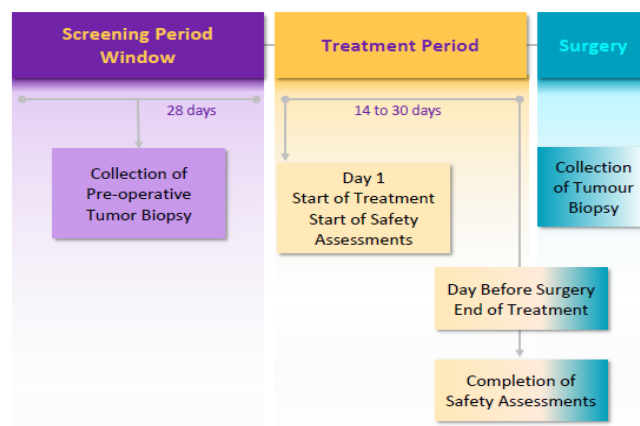 Screening Period
Window
Treatment Period
Surgery
28 days
14 to 30 days
Collection of
Pre-operative
Tumor Biopsy
Day 1
Start of Treatment
Start of Safety
Assessments
Collection
of Tumour
Biopsy
Day Before Surgery
End of Treatment
Completion of
Safety Assessments